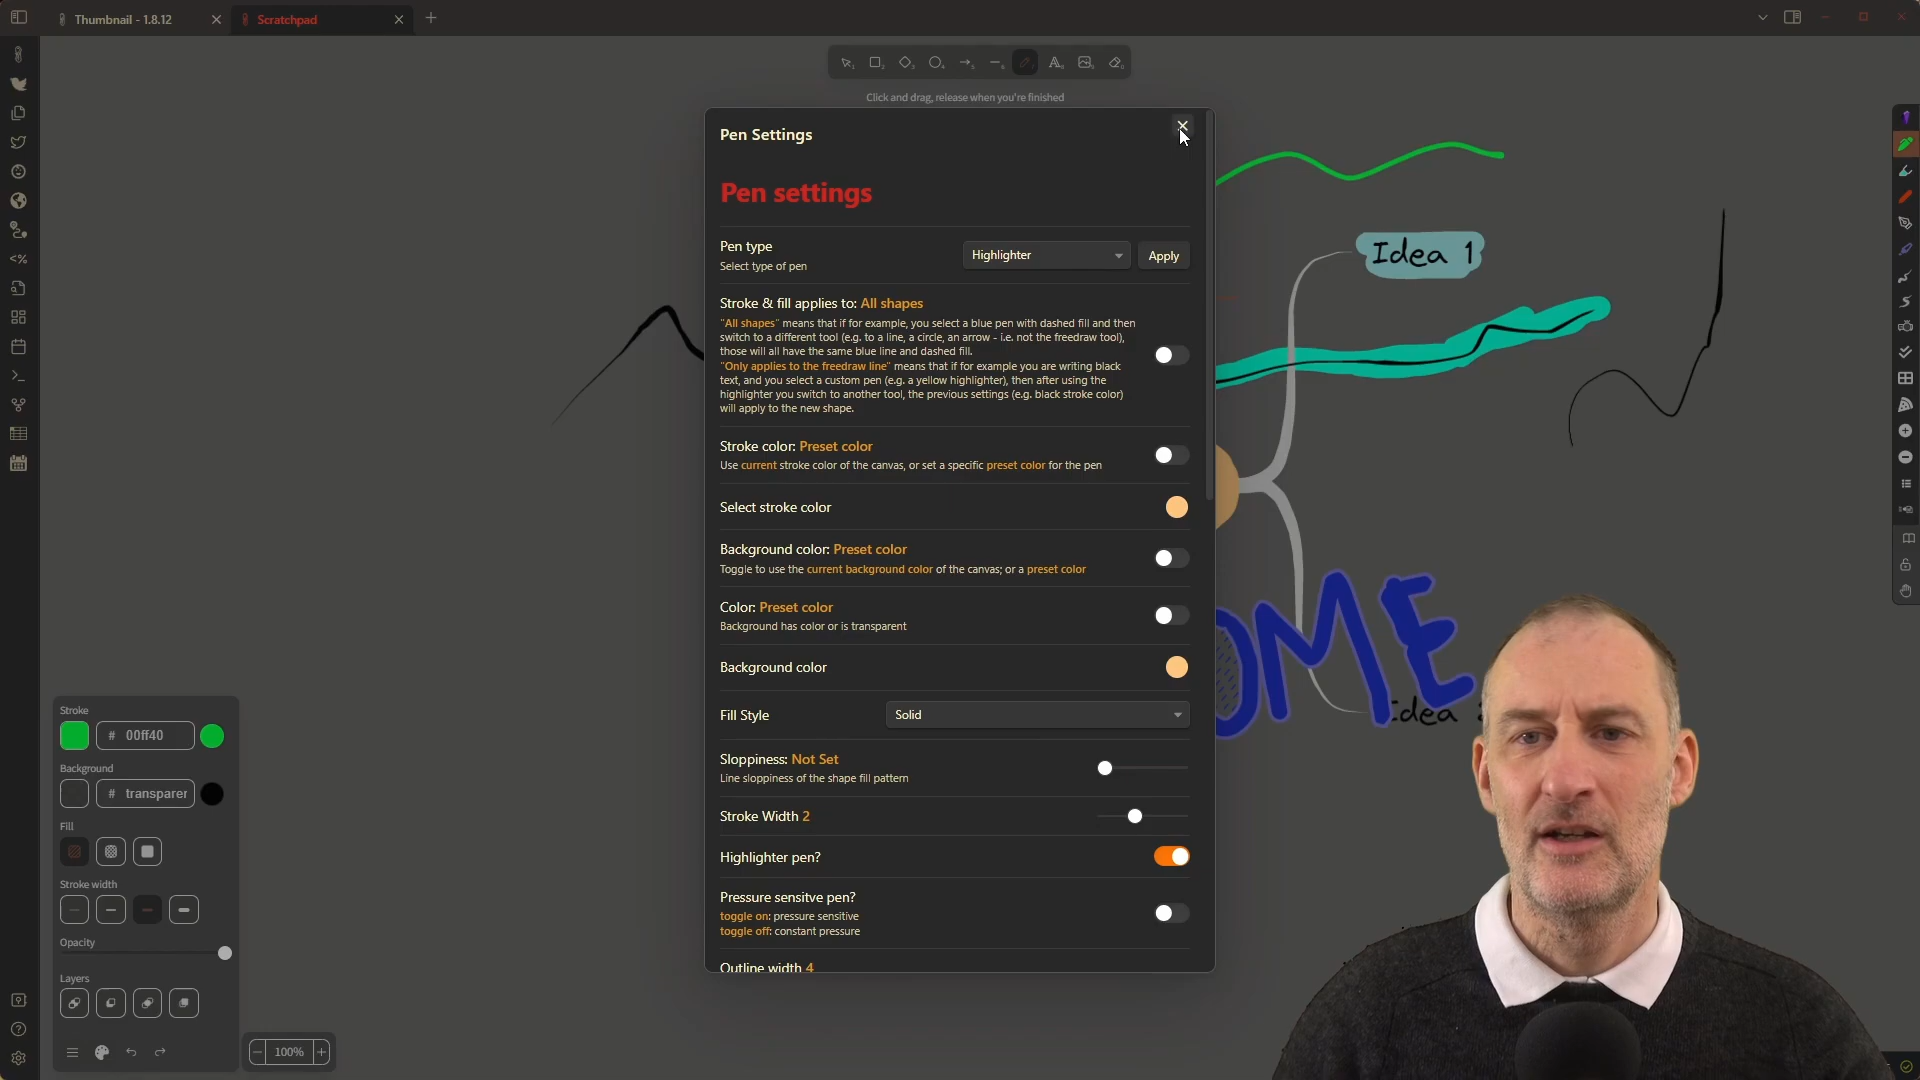 Thumbnail - 1.8.12
Scratchpad
Click and drag, release when you're finished
Pen Settings
Pen settings
Pen type
Select type of pen
Highlighter
Apply
Stroke & fill applies to: All shapes
"All shapes" means that if for example, you select a blue pen with dashed fill and then
switch to a different tool (e.g. to a line, a circle, an arrow - i.e. not the freedraw tool),
those will all have the same blue line and dashed fill.
"Only applies to the freedraw line" means that if for example you are writing black
text, and you select a custom pen (e.g. a yellow highlighter), then after using the
highlighter you switch to another tool, the previous settings (e.g. black stroke color)
will apply to the new shape.
Stroke color: Preset color
Use current stroke color of the canvas, or set a specific preset color for the pen
Select stroke color
Background color: Preset color
Toggle to use the current background color of the canvas; or a preset color
Color: Preset color
Background has color or is transparent
Background color
Fill Style
Solid
Sloppiness: Not Set
Line sloppiness of the shape fill pattern
Stroke Width 2
Highlighter pen?
Pressure sensitve pen?
toggle on: pressure sensitive
toggle off: constant pressure
Outline width 4
Idea 1
OME
Idea
Stroke
# 00ff40
Background
# transparer
Fill
Stroke width
Opacity
Layers
100%